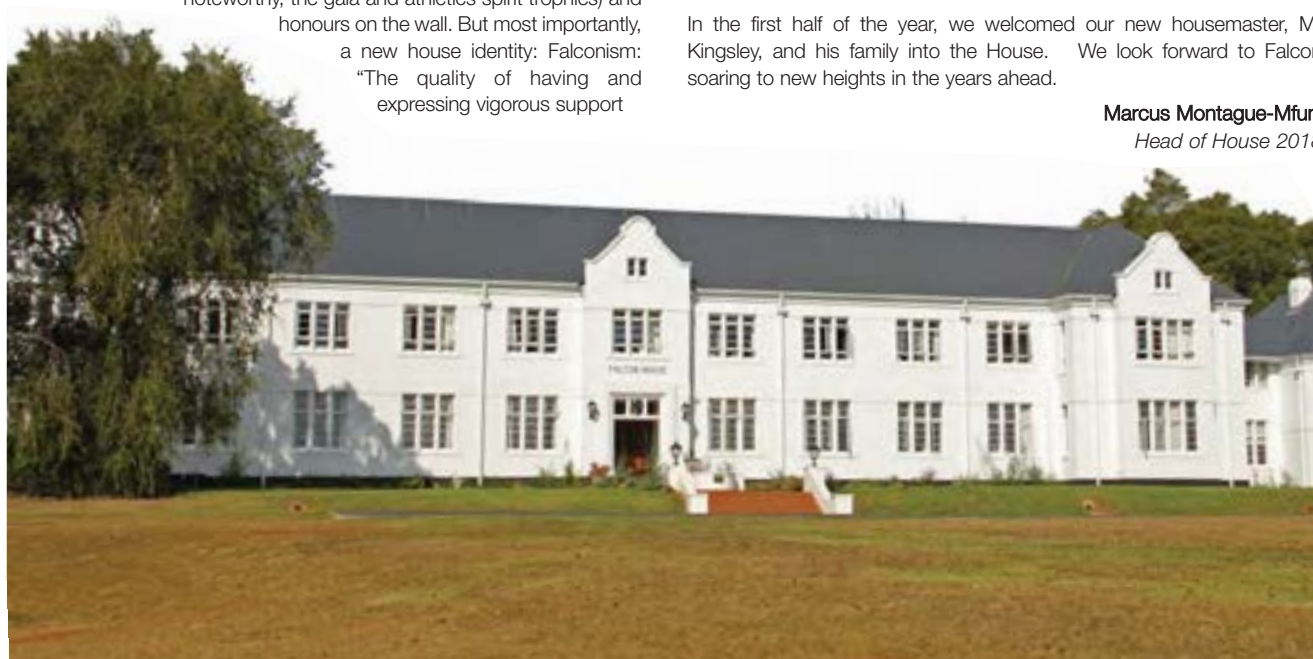 noteworthy, the gala and athletics spirit trophies) and
honours on the wall. But most importantly,
a new house identity: Falconism:
"The quality of having and
expressing vigorous support
In the first half of the year, we welcomed our new housemaster,
Kingsley, and his family into the House. We look forward to
soaring to new heights in the years ahead.
Marcus
Head of House 2018
FALCON HOUSE